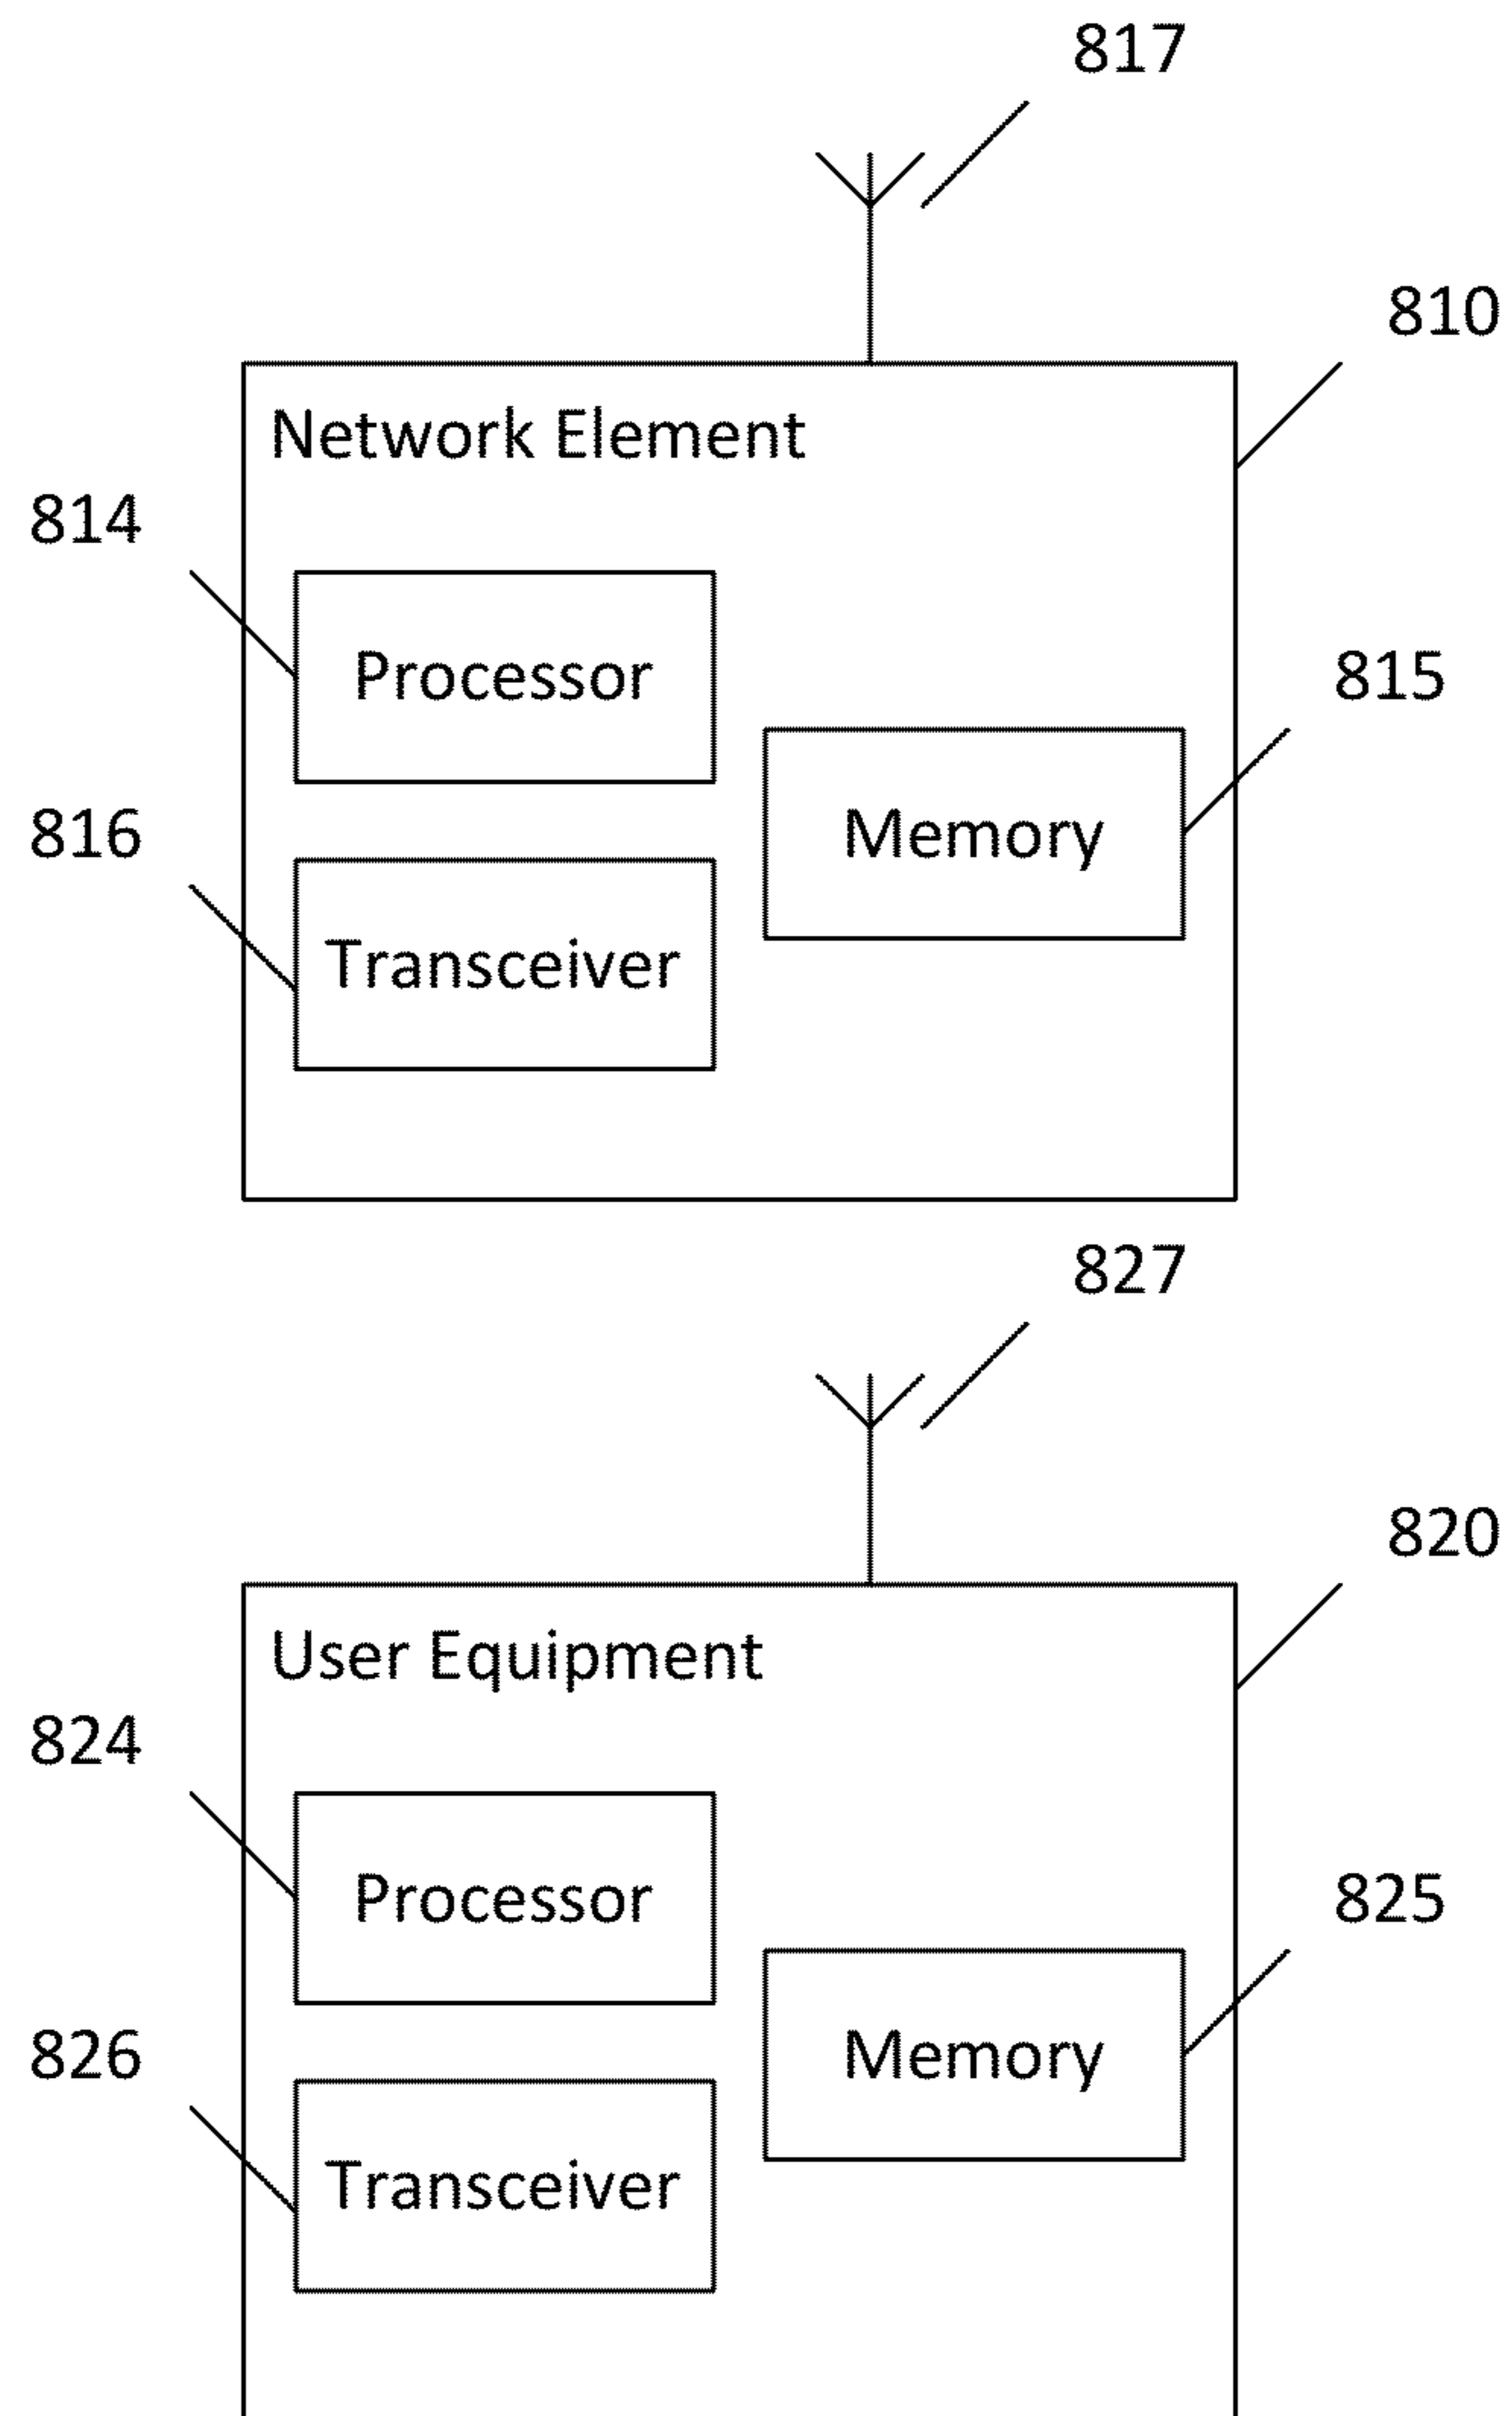 817
810
Network Element
814
Processor
815
Memory
816
Transceiver
827
820
User Equipment
824
Processor
825
Memory
826
Transceiver